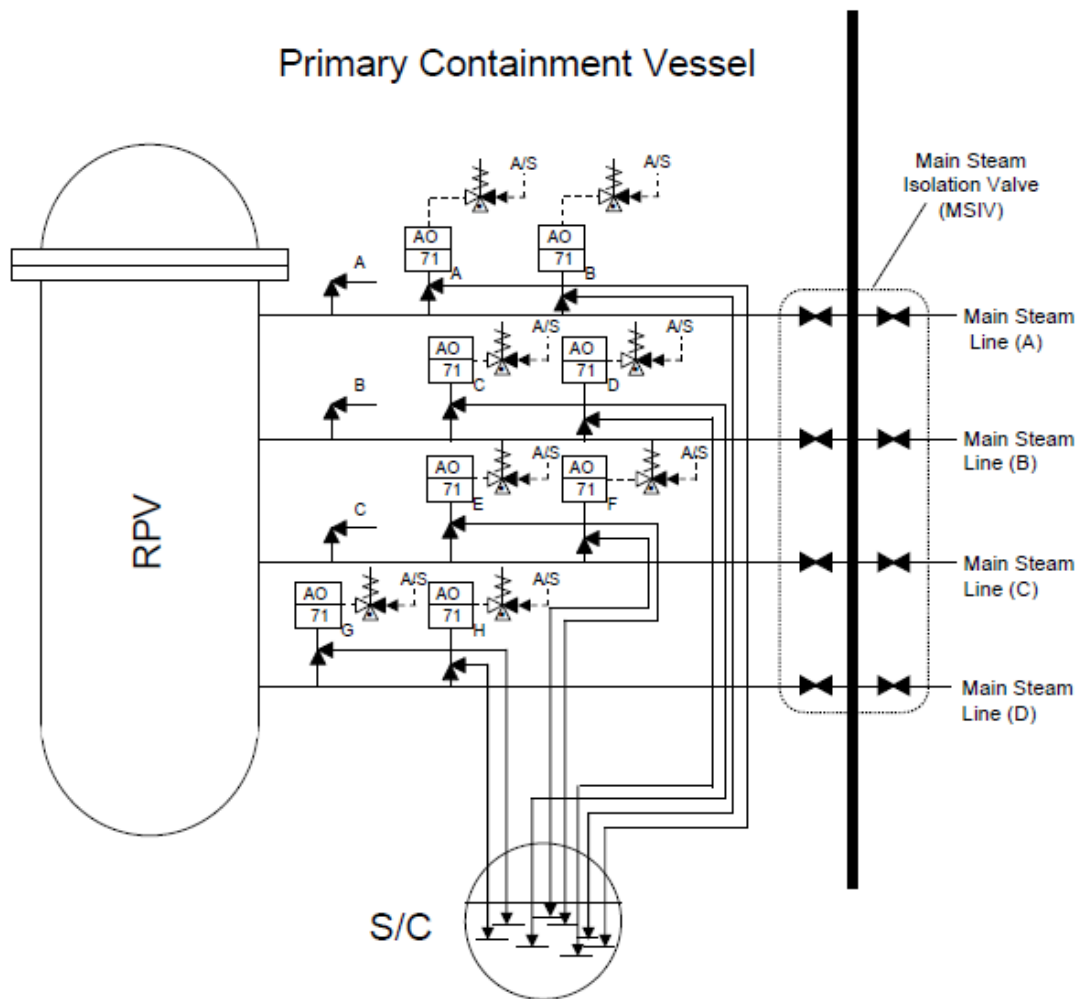 Primary Containment Vessel
Main Steam
Isolation Valve
(MSIV)
A/S
A/S
AO
71
A
AO
71
B
A
Main Steam
Line (A)
A/S
A/S
AO
71
C
AO
71
D
B
Main Steam
Line (B)
A/S
A/S
AO
71
E
AO
71
F
C
Main Steam
Line (C)
A/S
A/S
AO
71
G
AO
71
H
Main Steam
Line (D)
RPV
S/C